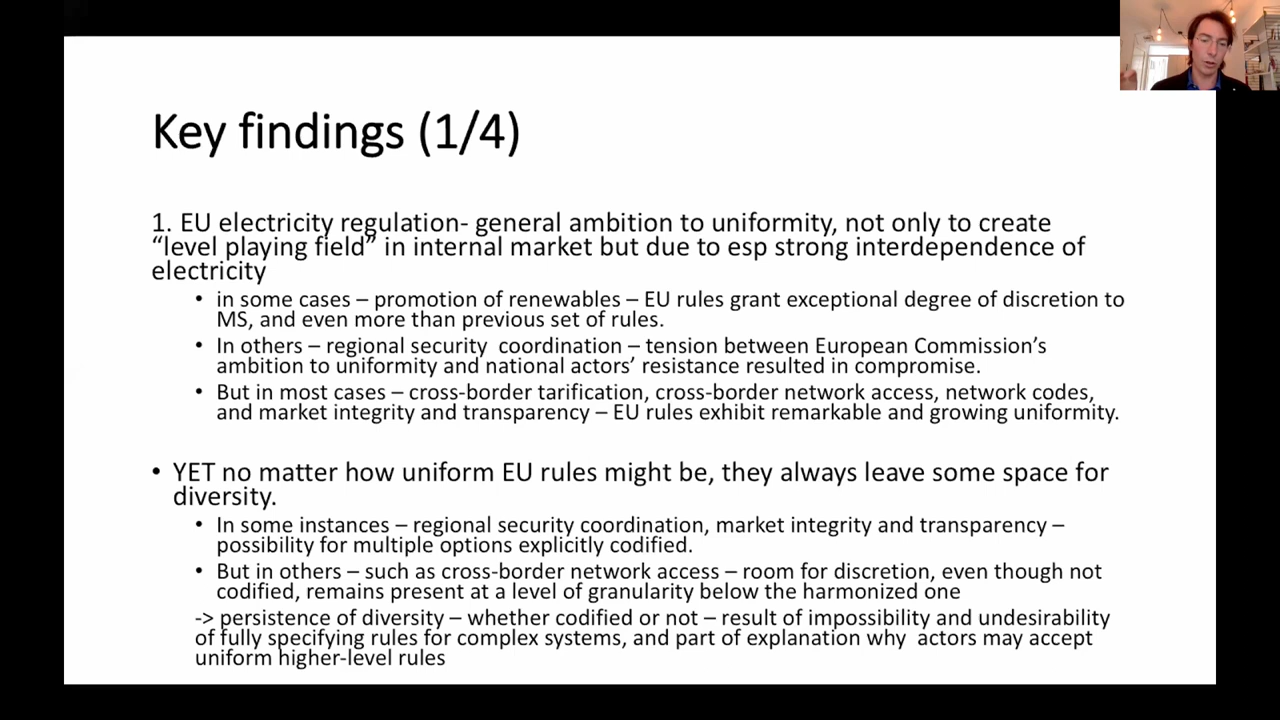 Key findings (1/4)
1. EU electricity regulation- general ambition to uniformity, not only to create
“level playing field” in internal market but due to esp strong interdependence of
electricity
• in some cases – promotion of renewables – EU rules grant exceptional degree of discretion to
MS, and even more than previous set of rules.
• In others – regional security coordination – tension between European Commission’s
ambition to uniformity and national actors’ resistance resulted in compromise.
• But in most cases – cross-border tarification, cross-border network access, network codes,
and market integrity and transparency – EU rules exhibit remarkable and growing uniformity.
• YET no matter how uniform EU rules might be, they always leave some space for
diversity.
• In some instances – regional security coordination, market integrity and transparency –
possibility for multiple options explicitly codified.
• But in others – such as cross-border network access – room for discretion, even though not
codified, remains present at a level of granularity below the harmonized one
-> persistence of diversity – whether codified or not – result of impossibility and undesirability
of fully specifying rules for complex systems, and part of explanation why actors may accept
uniform higher-level rules